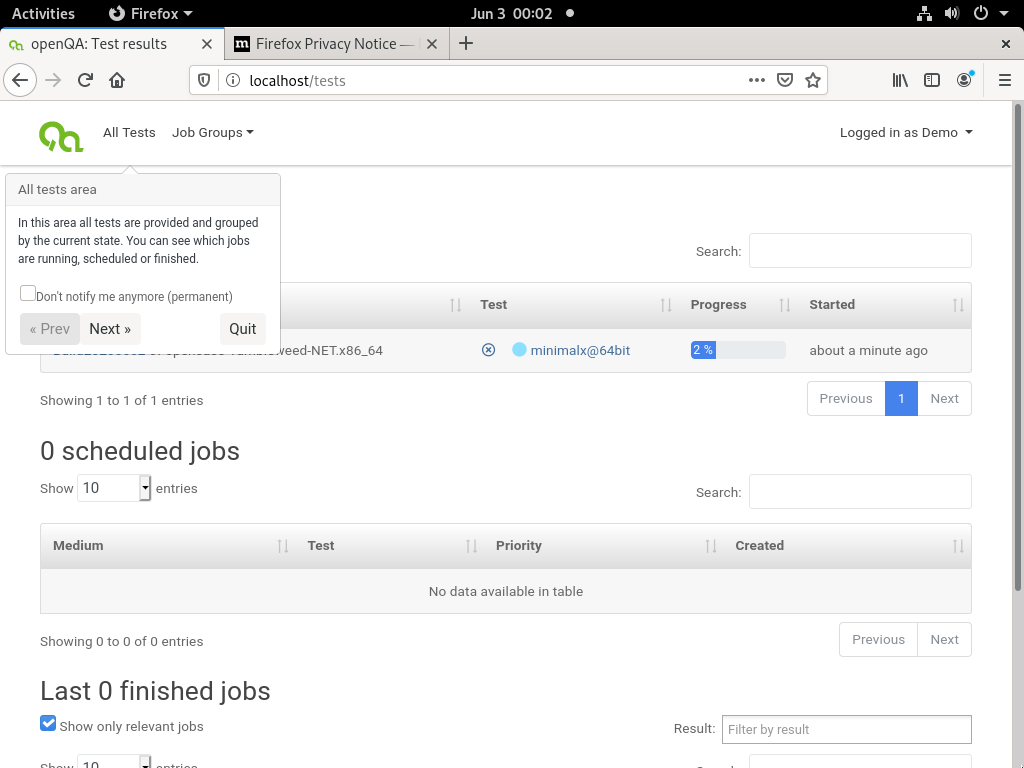 Activities
Firefox
Jun 3 00:02
openQA: Test results
Firefox Privacy Notice —
localhost/tests
All Tests
Job Groups
Logged in as Demo
All tests area
In this area all tests are provided and grouped
by the current state. You can see which jobs
are running, scheduled or finished.
Don't notify me anymore (permanent)
« Prev
Next »
Quit
Search:
Test
Progress
Started
minimalx@64bit
2 %
about a minute ago
Showing 1 to 1 of 1 entries
Previous
1
Next
0 scheduled jobs
Show 10 entries
Search:
Medium
Test
Priority
Created
No data available in table
Showing 0 to 0 of 0 entries
Previous
Next
Last 0 finished jobs
Show only relevant jobs
Result:
Filter by result
Show 10 entries